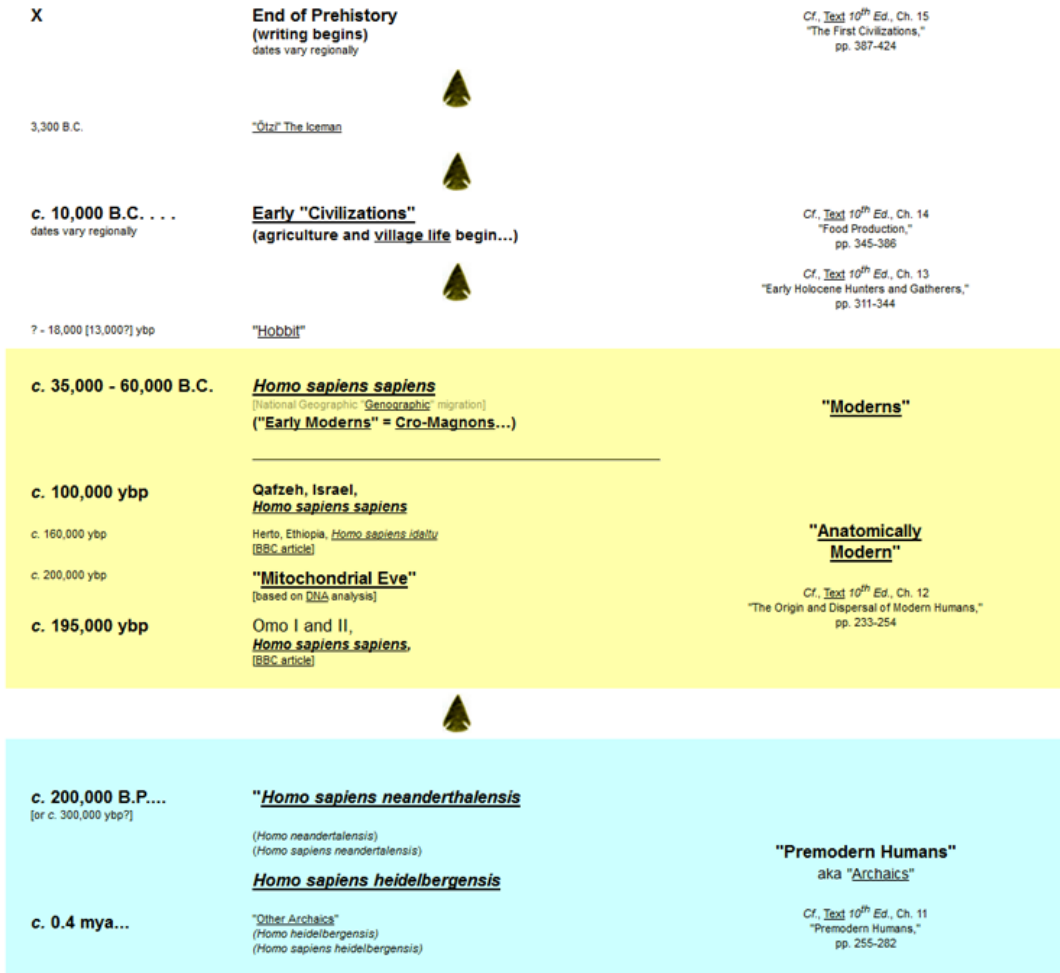 X
End of Prehistory
(writing begins)
dates vary regionally
Cf., Text 10th Ed., Ch. 15
"The First Civilizations,"
pp. 387-424
3,300 B.C.
"Ötzi" The Iceman
c. 10,000 B.C. . . .
dates vary regionally
Early "Civilizations"
(agriculture and village life begin...)
Cf., Text 10th Ed., Ch. 14
"Food Production,"
pp. 345-386
Cf., Text 10th Ed., Ch. 13
"Early Holocene Hunters and Gatherers,"
pp. 311-344
? - 18,000 [13,000?] ybp
"Hobbit"
c. 35,000 - 60,000 B.C.
Homo sapiens sapiens
[National Geographic "Genographic" migration]
("Early Moderns" = Cro-Magnons...)
"Moderns"
c. 100,000 ybp
Qafzeh, Israel,
Homo sapiens sapiens
c. 160,000 ybp
Herto, Ethiopia, Homo sapiens idaltu
[BBC article]
c. 200,000 ybp
"Mitochondrial Eve"
[based on DNA analysis]
c. 195,000 ybp
Omo I and II,
Homo sapiens sapiens,
[BBC article]
"Anatomically
Modern"
Cf., Text 10th Ed., Ch. 12
"The Origin and Dispersal of Modern Humans,"
pp. 233-254
c. 200,000 B.P....
[or c. 300,000 ybp?]
"Homo sapiens neanderthalensis
(Homo neandertalensis)
(Homo sapiens neandertalensis)
Homo sapiens heidelbergensis
c. 0.4 mya...
"Other Archaics"
(Homo heidelbergensis)
(Homo sapiens heidelbergensis)
"Premodern Humans"
aka "Archaics"
Cf., Text 10th Ed., Ch. 11
"Premodern Humans,"
pp. 255-282